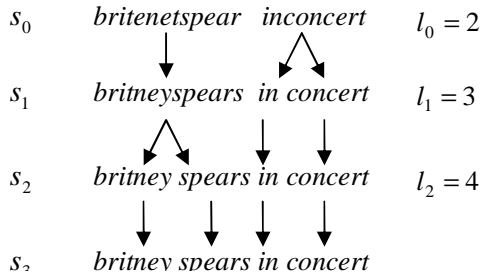 s₀ britenetspear inconcert l₀ = 2
s₁ britneyspears in concert l₁ = 3
s₂ britney spears in concert l₂ = 4
s₃ britney spears in concert